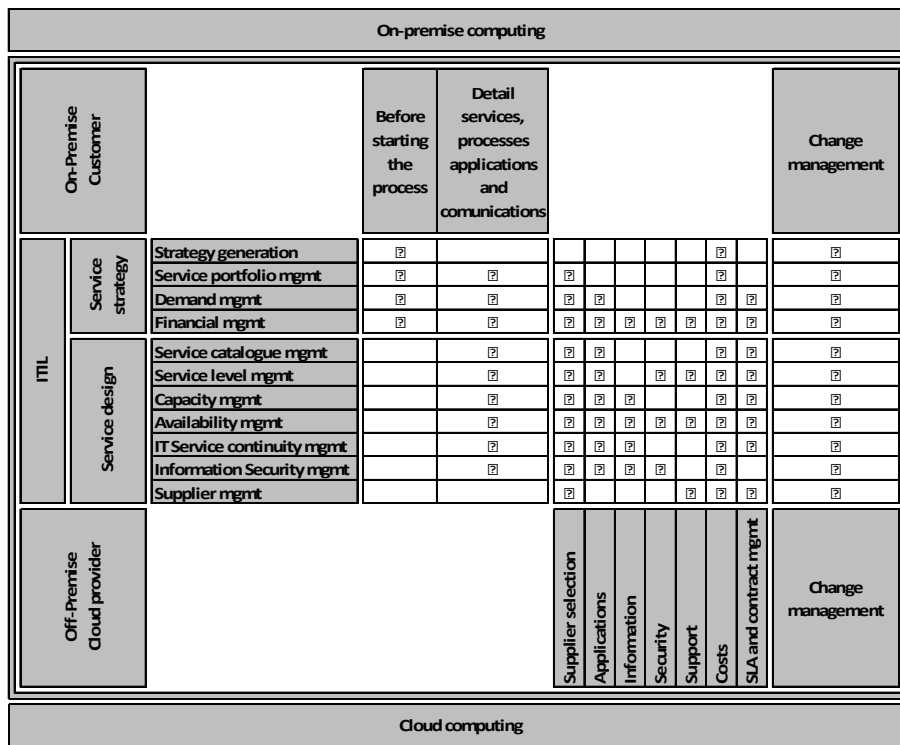 On-premise computing
On-Premise
Customer
Before
starting
the
process
Detail
services,
processes
applications
and
comunications
Change
management
ITIL
Service
strategy
Strategy generation
Service portfolio mgmt
Demand mgmt
Financial mgmt
Service design
Service catalogue mgmt
Service level mgmt
Capacity mgmt
Availability mgmt
IT Service continuity mgmt
Information Security mgmt
Supplier mgmt
Off-Premise
Cloud provider
Supplier selection
Applications
Information
Security
Support
Costs
SLA and contract mgmt
Change
management
Cloud computing